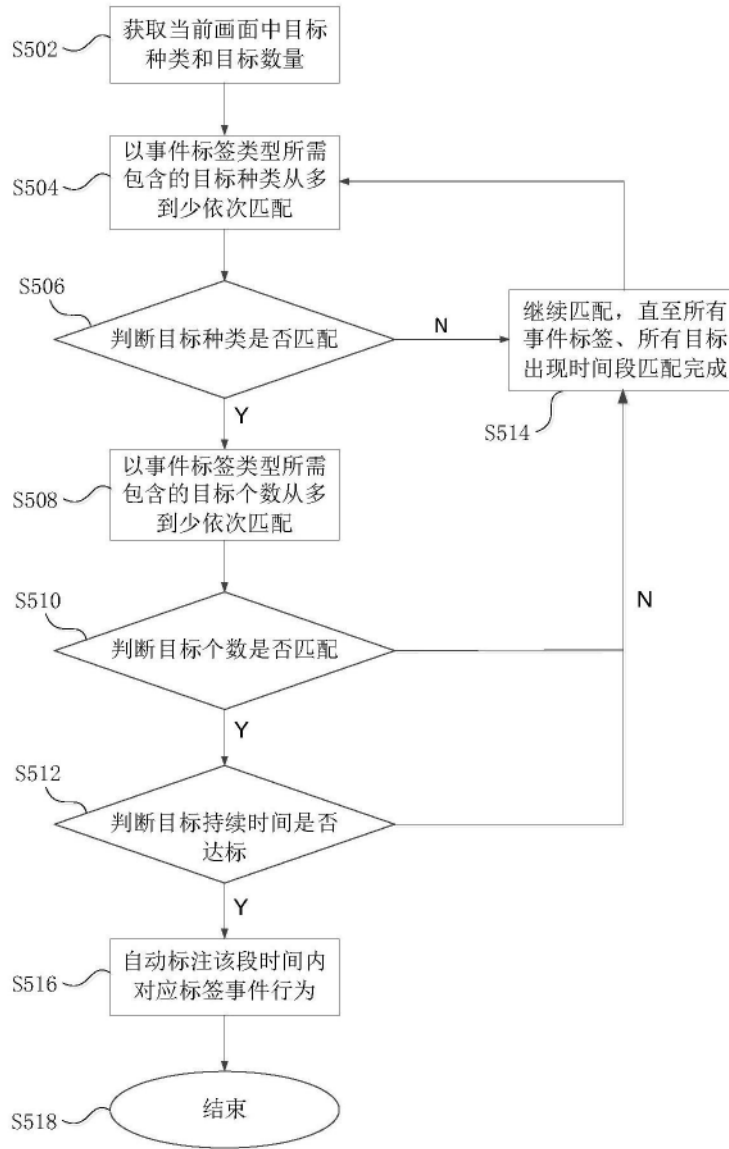 S502
获取当前画面中目标
种类和目标数量
S504
以事件标签类型所需
包含的目标种类从多
到少依次匹配
S506
判断目标种类是否匹配
N
继续匹配，直至所有
事件标签、所有目标
出现时间段匹配完成
S514
Y
S508
以事件标签类型所需
包含的目标个数从多
到少依次匹配
S510
判断目标个数是否匹配
N
Y
S512
判断目标持续时间是否
达标
Y
S516
自动标注该段时间内
对应标签事件行为
S518
结束